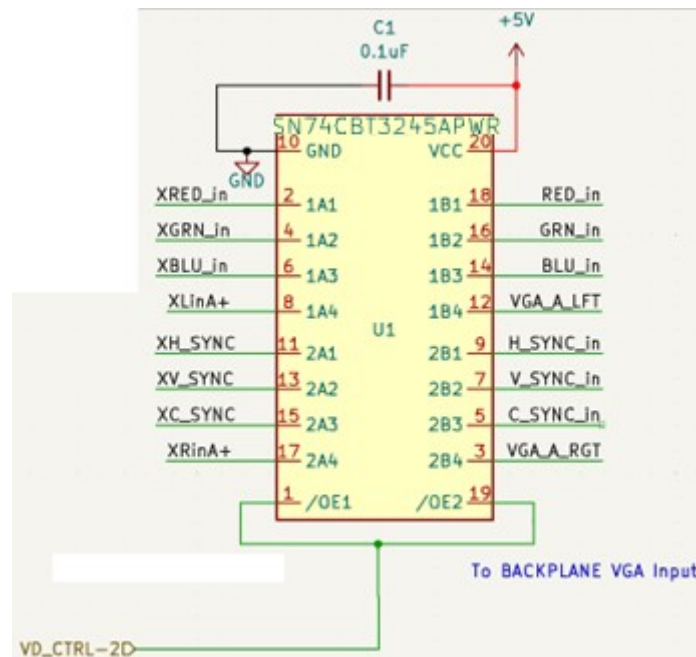 +5V
C1
0.1uF
SN74CBT3245APWR
10 GND VCC 20
GND
XRED_in 2 1A1 1B1 18 RED_in
XGRN_in 4 1A2 1B2 16 GRN_in
XBLU_in 6 1A3 1B3 14 BLU_in
XLinA+ 8 1A4 1B4 12 VGA_A_LFT
U1
XH_SYNC 11 2A1 2B1 9 H_SYNC_in
XV_SYNC 13 2A2 2B2 7 V_SYNC_in
XC_SYNC 15 2A3 2B3 5 C_SYNC_in
XRinA+ 17 2A4 2B4 3 VGA_A_RGT
1 /OE1 /OE2 19
To BACKPLANE VGA Input
VD_CTRL-2